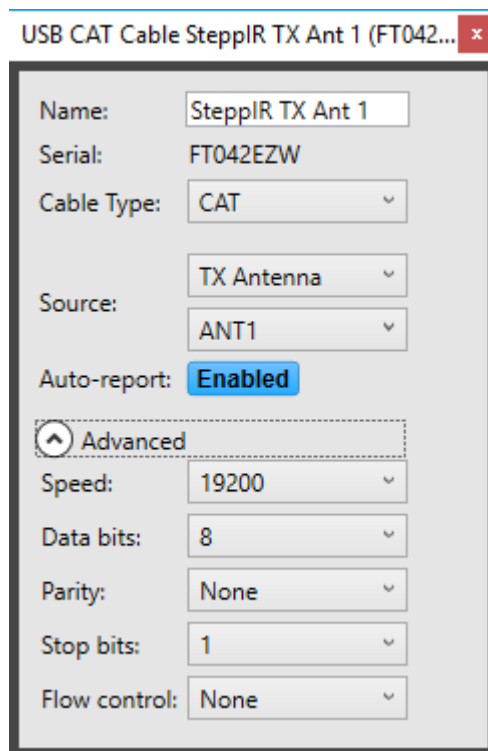 USB CAT Cable SteppIR TX Ant 1 (FT042... x
Name: SteppIR TX Ant 1
Serial: FT042EZW
Cable Type: CAT
TX Antenna
Source:
ANT1
Auto-report: Enabled
Advanced
Speed: 19200
Data bits: 8
Parity: None
Stop bits: 1
Flow control: None